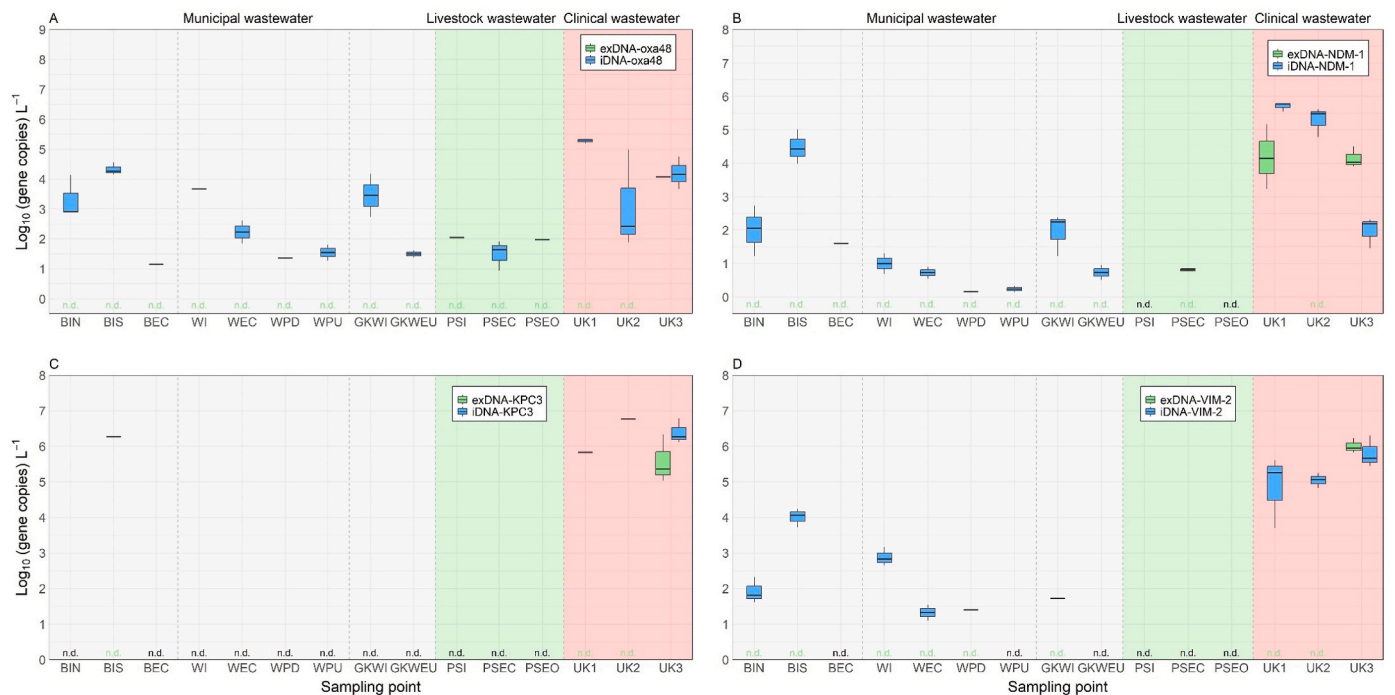 A
Municipal wastewater
Livestock wastewater
Clinical wastewater
exDNA-oxa48
iDNA-oxa48
Log₁₀ (gene copies) L⁻¹
9
8
7
6
5
4
3
2
1
0
n.d. n.d. n.d. n.d. n.d. n.d. n.d. n.d. n.d. n.d. n.d. n.d. n.d. n.d.
BIN BIS BEC WI WEC WPD WPU GKWI GKWEU PSI PSEC PSEO UK1 UK2 UK3
B
Municipal wastewater
Livestock wastewater
Clinical wastewater
exDNA-NDM-1
iDNA-NDM-1
8
7
6
5
4
3
2
1
0
n.d. n.d. n.d. n.d. n.d. n.d. n.d. n.d. n.d. n.d. n.d. n.d. n.d.
BIN BIS BEC WI WEC WPD WPU GKWI GKWEU PSI PSEC PSEO UK1 UK2 UK3
C
exDNA-KPC3
iDNA-KPC3
Log₁₀ (gene copies) L⁻¹
8
7
6
5
4
3
2
1
0
n.d. n.d. n.d. n.d. n.d. n.d. n.d. n.d. n.d. n.d. n.d. n.d. n.d. n.d.
BIN BIS BEC WI WEC WPD WPU GKWI GKWEU PSI PSEC PSEO UK1 UK2 UK3
Sampling point
D
exDNA-VIM-2
iDNA-VIM-2
8
7
6
5
4
3
2
1
0
n.d. n.d. n.d. n.d. n.d. n.d. n.d. n.d. n.d. n.d. n.d. n.d. n.d. n.d.
BIN BIS BEC WI WEC WPD WPU GKWI GKWEU PSI PSEC PSEO UK1 UK2 UK3
Sampling point